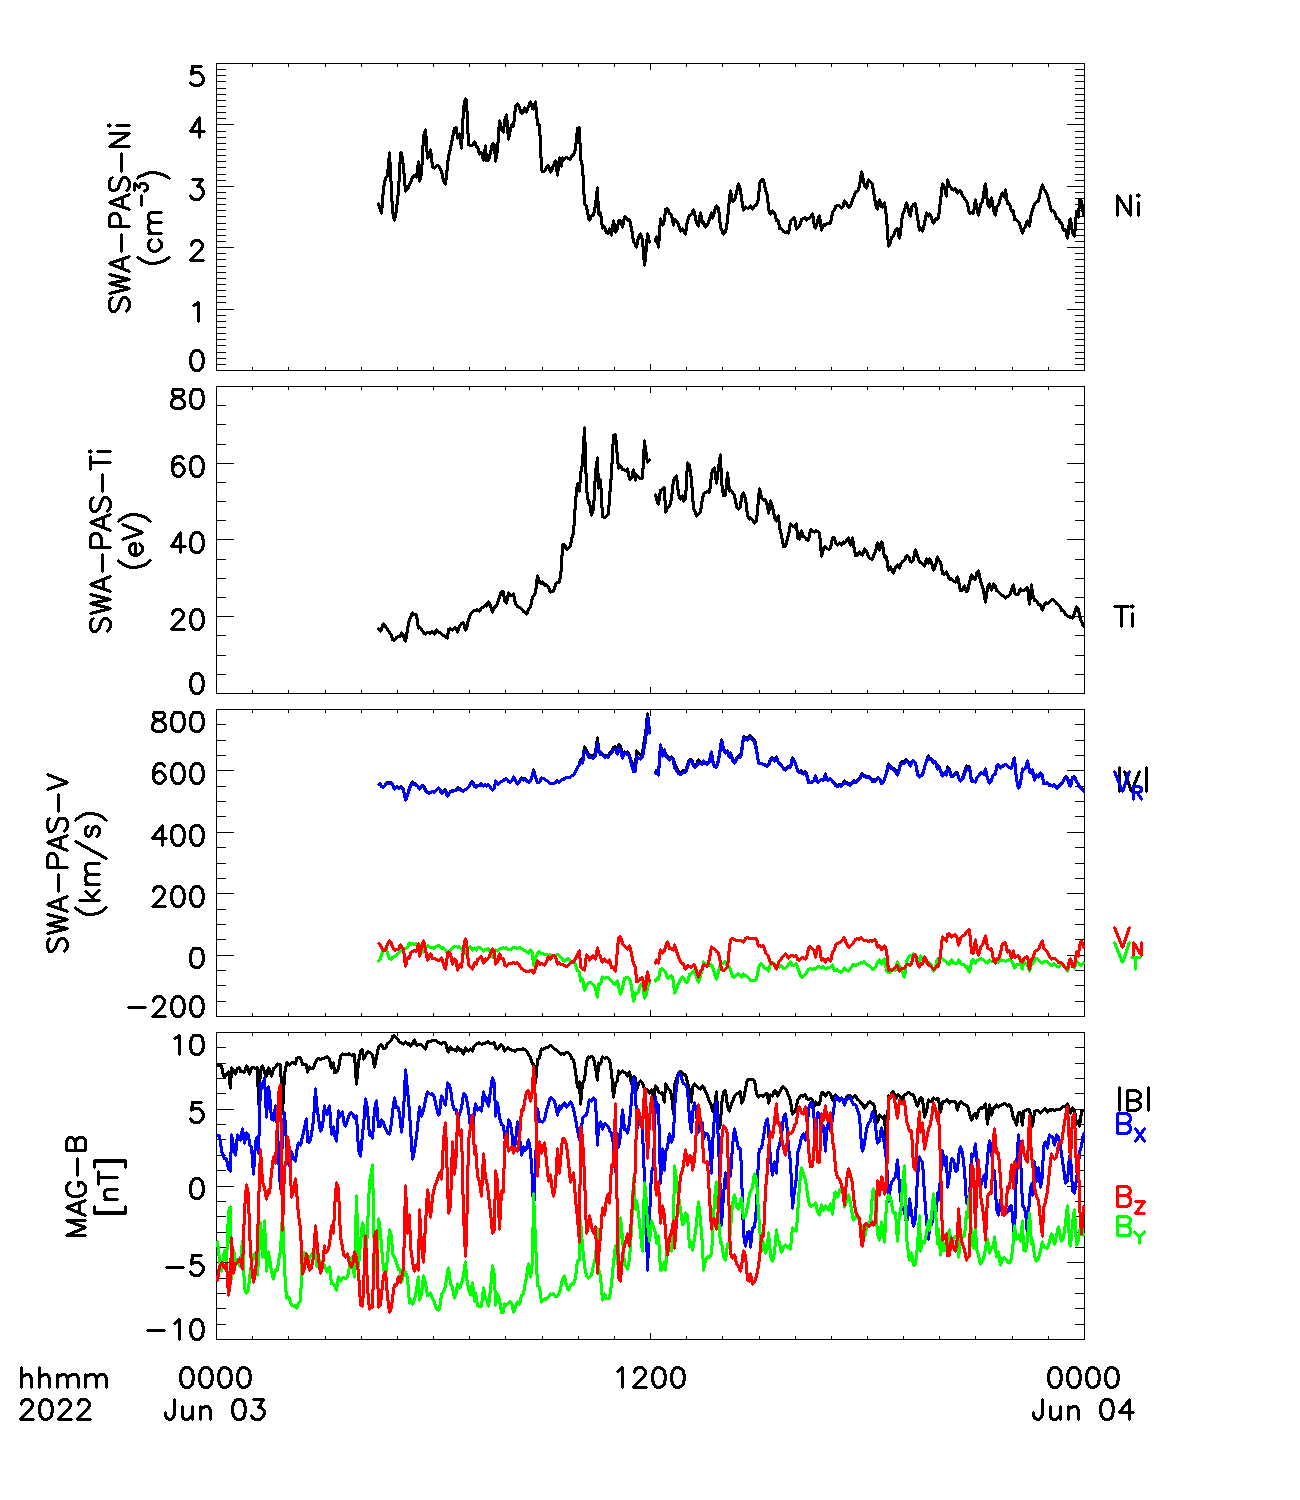 SWA-PAS-Ni
(cm⁻³)
5
4
3
2
1
0
Ni
SWA-PAS-Ti
(eV)
80
60
40
20
0
Ti
SWA-PAS-V
(km/s)
800
600
400
200
0
-200
|V|
V_R
V_N
V_T
MAG-B
[nT]
10
5
0
-5
-10
|B|
B_X
B_Z
B_Y
hhmm 0000 1200 0000
2022 Jun 03 Jun 04